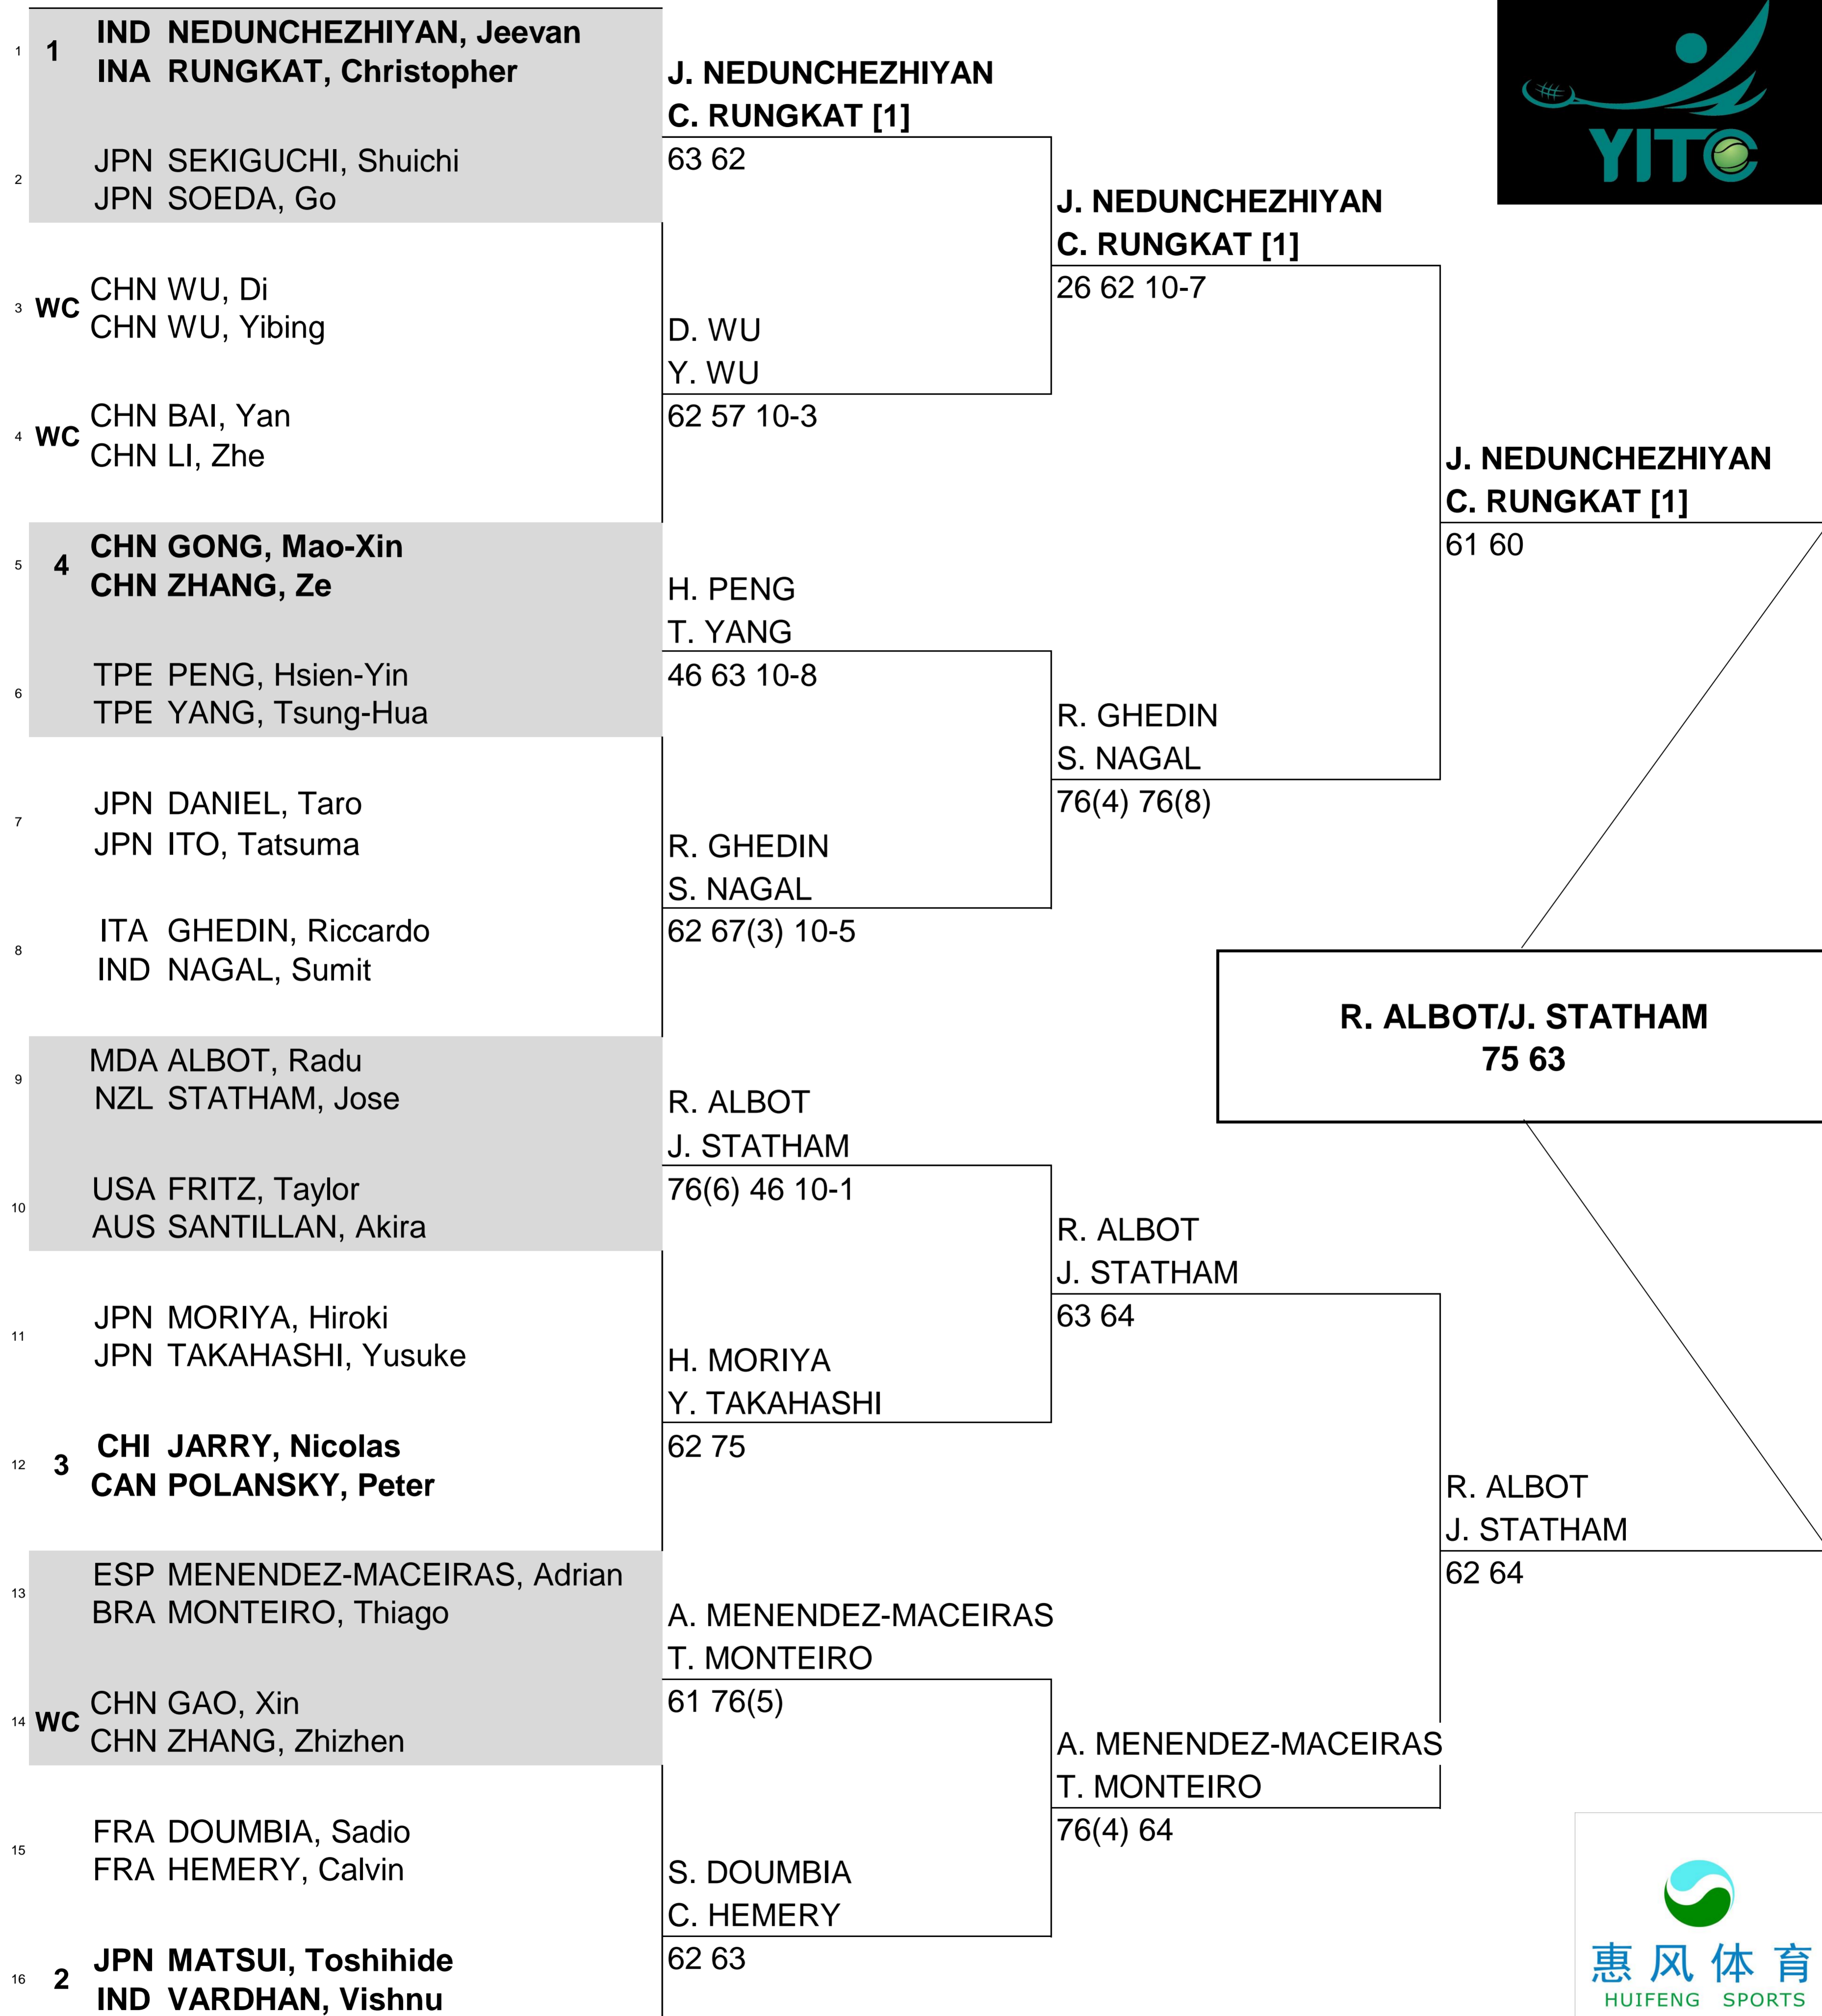 1 1 IND NEDUNCHEZHIYAN, Jeevan
INA RUNGKAT, Christopher
2 JPN SEKIGUCHI, Shuichi
JPN SOEDA, Go
3 WC CHN WU, Di
CHN WU, Yibing
4 WC CHN BAI, Yan
CHN LI, Zhe
5 4 CHN GONG, Mao-Xin
CHN ZHANG, Ze
6 TPE PENG, Hsien-Yin
TPE YANG, Tsung-Hua
7 JPN DANIEL, Taro
JPN ITO, Tatsuma
8 ITA GHEDIN, Riccardo
IND NAGAL, Sumit
9 MDA ALBOT, Radu
NZL STATHAM, Jose
10 USA FRITZ, Taylor
AUS SANTILLAN, Akira
11 JPN MORIYA, Hiroki
JPN TAKAHASHI, Yusuke
12 3 CHI JARRY, Nicolas
CAN POLANSKY, Peter
13 ESP MENENDEZ-MACEIRAS, Adrian
BRA MONTEIRO, Thiago
14 WC CHN GAO, Xin
CHN ZHANG, Zhizhen
15 FRA DOUMBIA, Sadio
FRA HEMERY, Calvin
16 2 JPN MATSUI, Toshihide
IND VARDHAN, Vishnu
J. NEDUNCHEZHIYAN
C. RUNGKAT [1]
63 62
D. WU
Y. WU
62 57 10-3
H. PENG
T. YANG
46 63 10-8
R. GHEDIN
S. NAGAL
62 67(3) 10-5
R. ALBOT
J. STATHAM
76(6) 46 10-1
H. MORIYA
Y. TAKAHASHI
62 75
A. MENENDEZ-MACEIRAS
T. MONTEIRO
61 76(5)
S. DOUMBIA
C. HEMERY
62 63
J. NEDUNCHEZHIYAN
C. RUNGKAT [1]
26 62 10-7
R. GHEDIN
S. NAGAL
76(4) 76(8)
R. ALBOT
J. STATHAM
63 64
A. MENENDEZ-MACEIRAS
T. MONTEIRO
76(4) 64
J. NEDUNCHEZHIYAN
C. RUNGKAT [1]
61 60
R. ALBOT
J. STATHAM
62 64
R. ALBOT/J. STATHAM
75 63
YITC
惠风体育
HUIFENG SPORTS